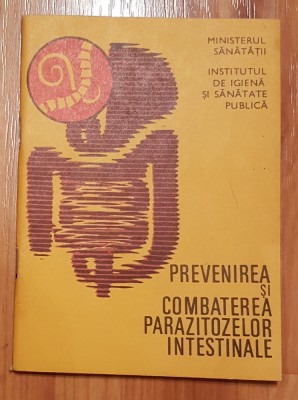 MINISTERUL
SĂNĂTĂȚII
INSTITUTUL
DE IGIENĂ
ȘI SĂNĂTATE
PUBLICĂ
PREVENIREA
ȘI
COMBATEREA
PARAZITOZELOR
INTESTINALE